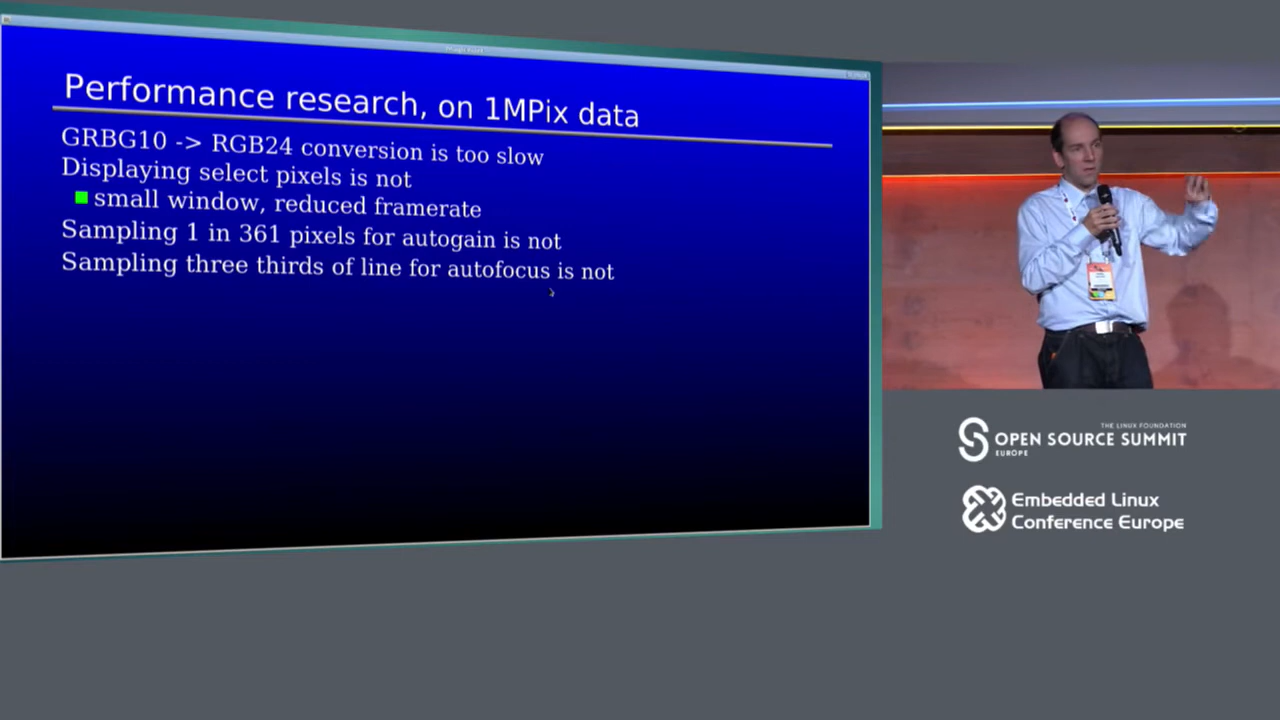 Performance research, on 1MPix data
GRBG10 -> RGB24 conversion is too slow
Displaying select pixels is not
small window, reduced framerate
Sampling 1 in 361 pixels for autogain is not
Sampling three thirds of line for autofocus is not
THE LINUX FOUNDATION
OPEN SOURCE SUMMIT
EUROPE
Embedded Linux
Conference Europe